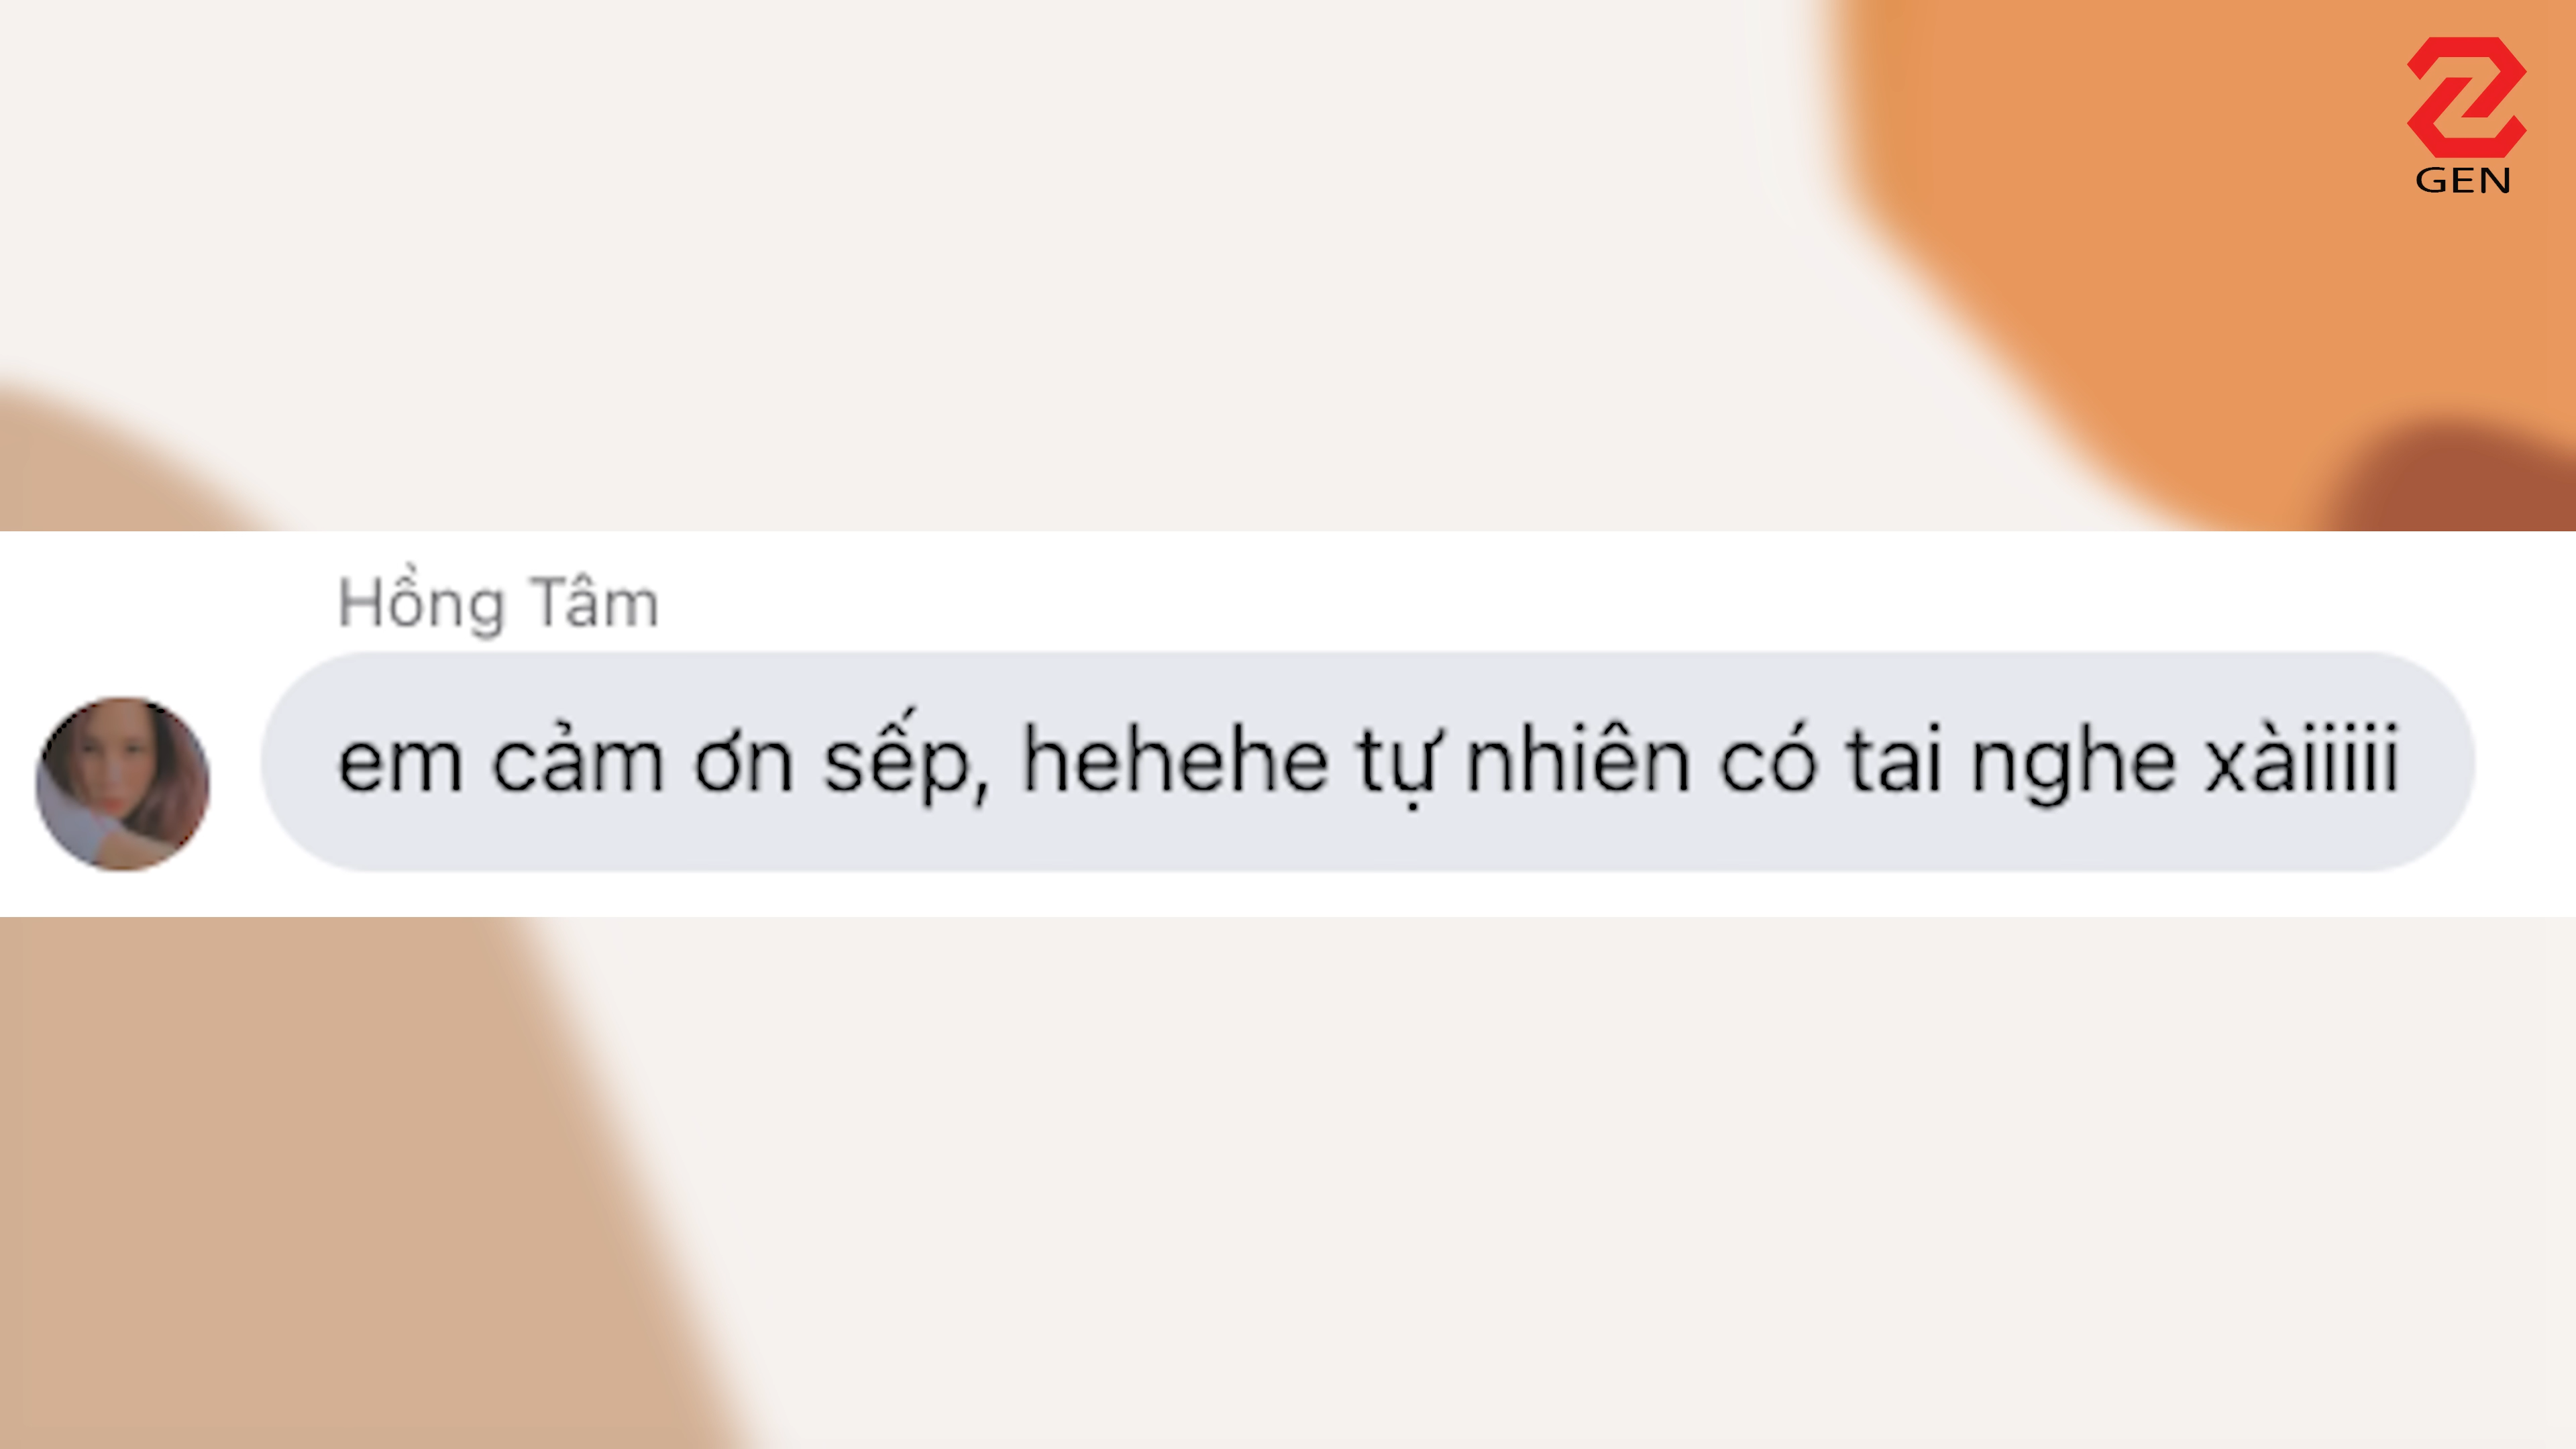 GEN
Hồng Tâm
em cảm ơn sếp, hehehe tự nhiên có tai nghe xàiiiii